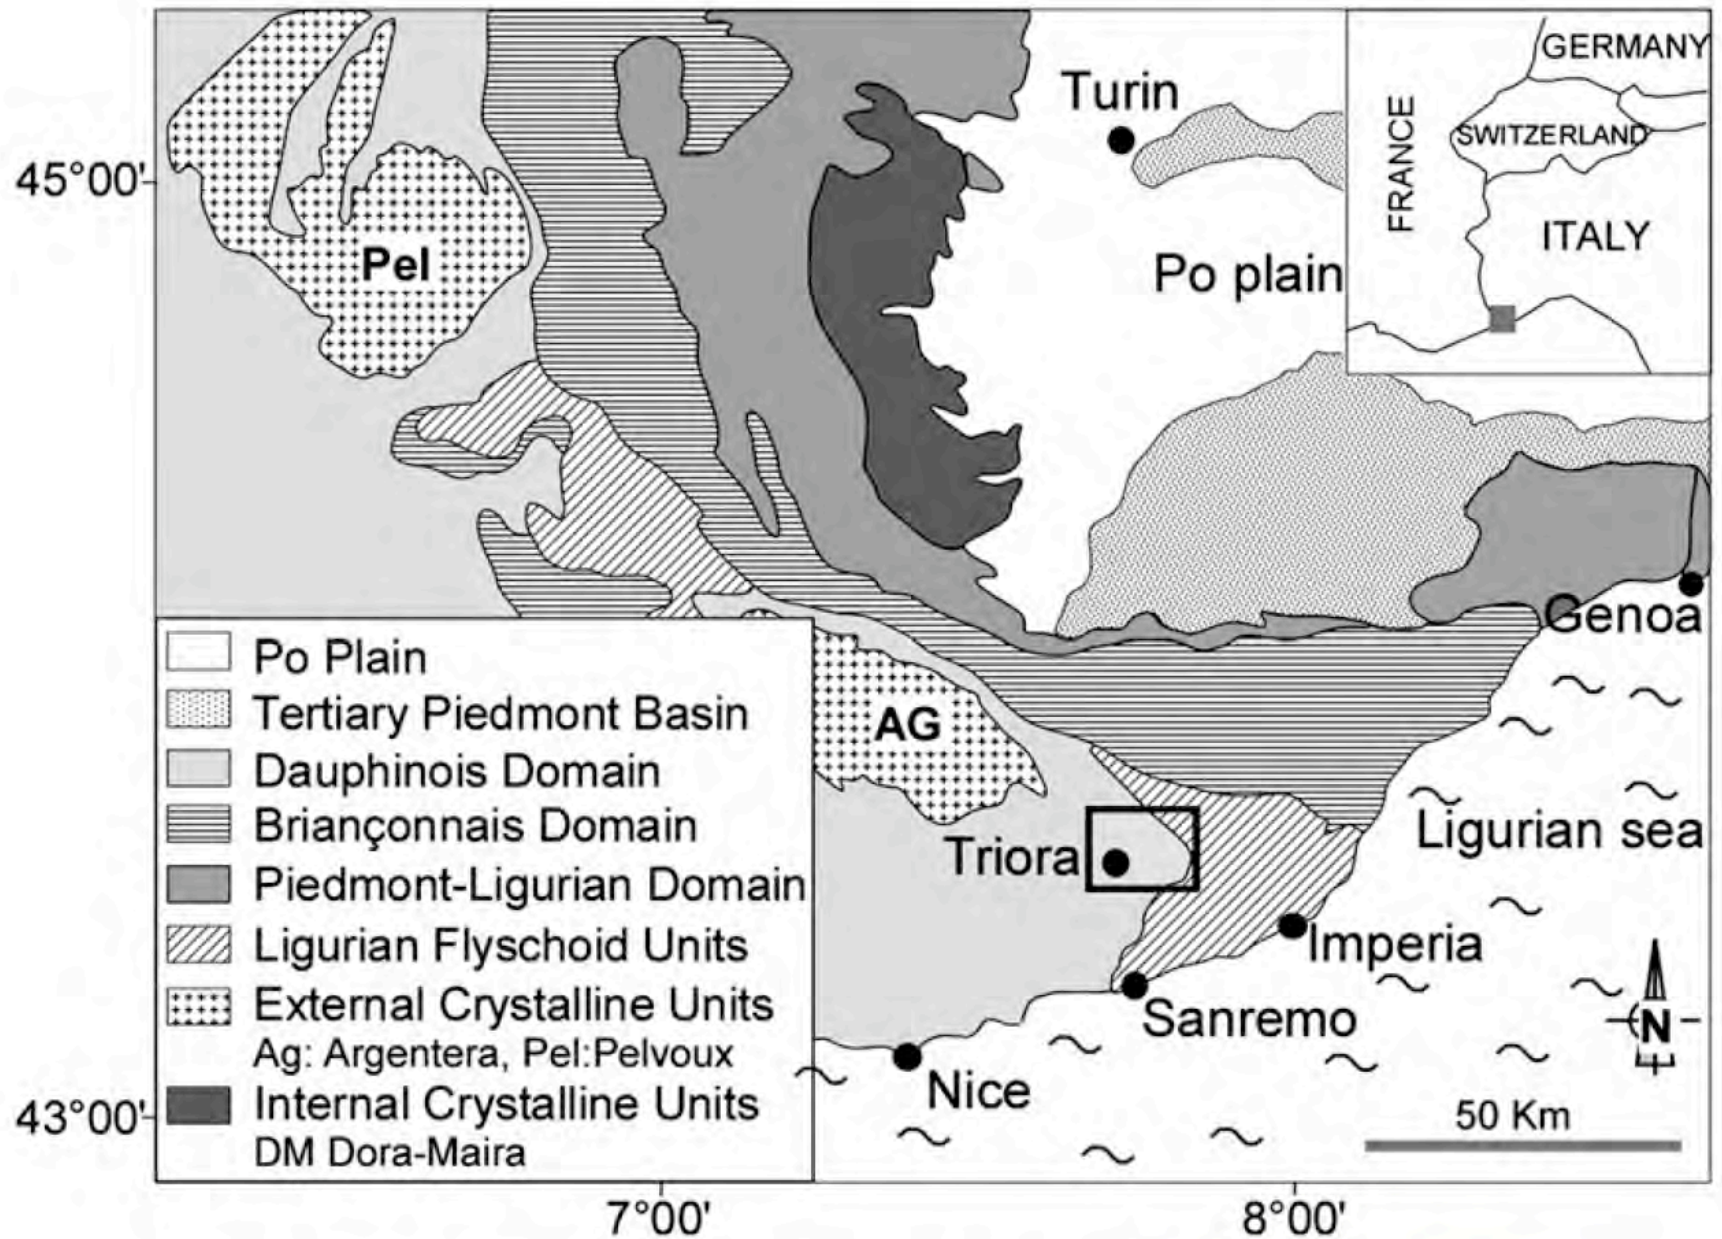 GERMANY
Turin
FRANCE
SWITZERLAND
45°00'
ITALY
Pel
Po plain
Genoa
Po Plain
Tertiary Piedmont Basin
AG
Dauphinois Domain
Briançonnais Domain
Ligurian sea
Triora
Piedmont-Ligurian Domain
Ligurian Flyschoid Units
Imperia
External Crystalline Units
Sanremo
N
Ag: Argentera, Pel:Pelvoux
Nice
Internal Crystalline Units
43°00'
50 Km
DM Dora-Maira
7°00'
8°00'